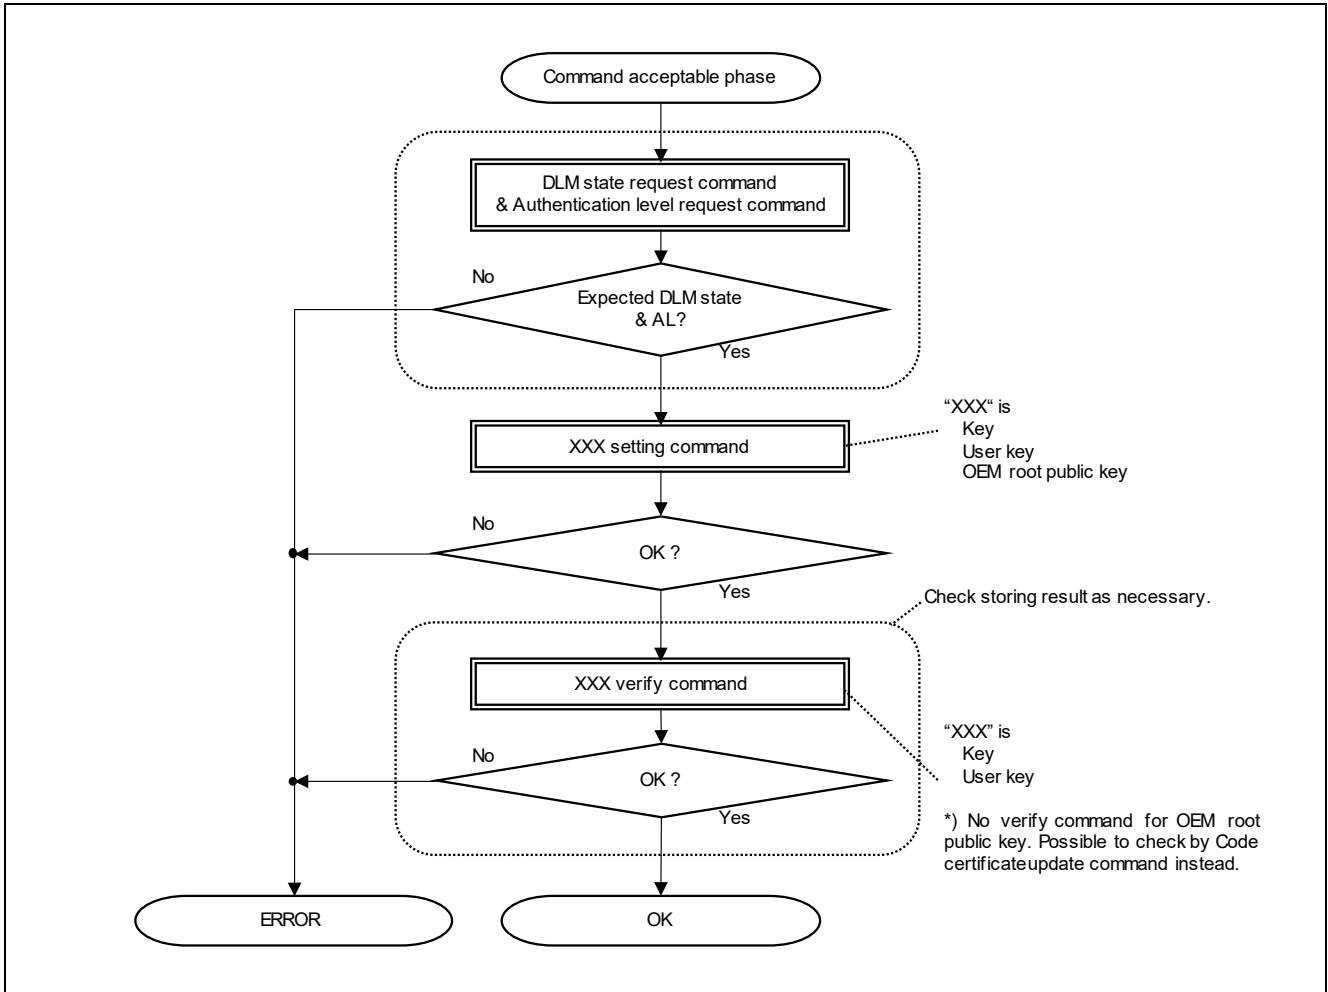 Command acceptable phase
DLM state request command
& Authentication level request command
No
Expected DLM state
& AL?
Yes
“XXX“ is
Key
User key
OEM root public key
XXX setting command
No
OK ?
Yes
Check storing result as necessary.
XXX verify command
“XXX” is
Key
User key
No
OK ?
Yes
*) No verify command for OEM root
public key. Possible to check by Code
certificate update command instead.
ERROR
OK